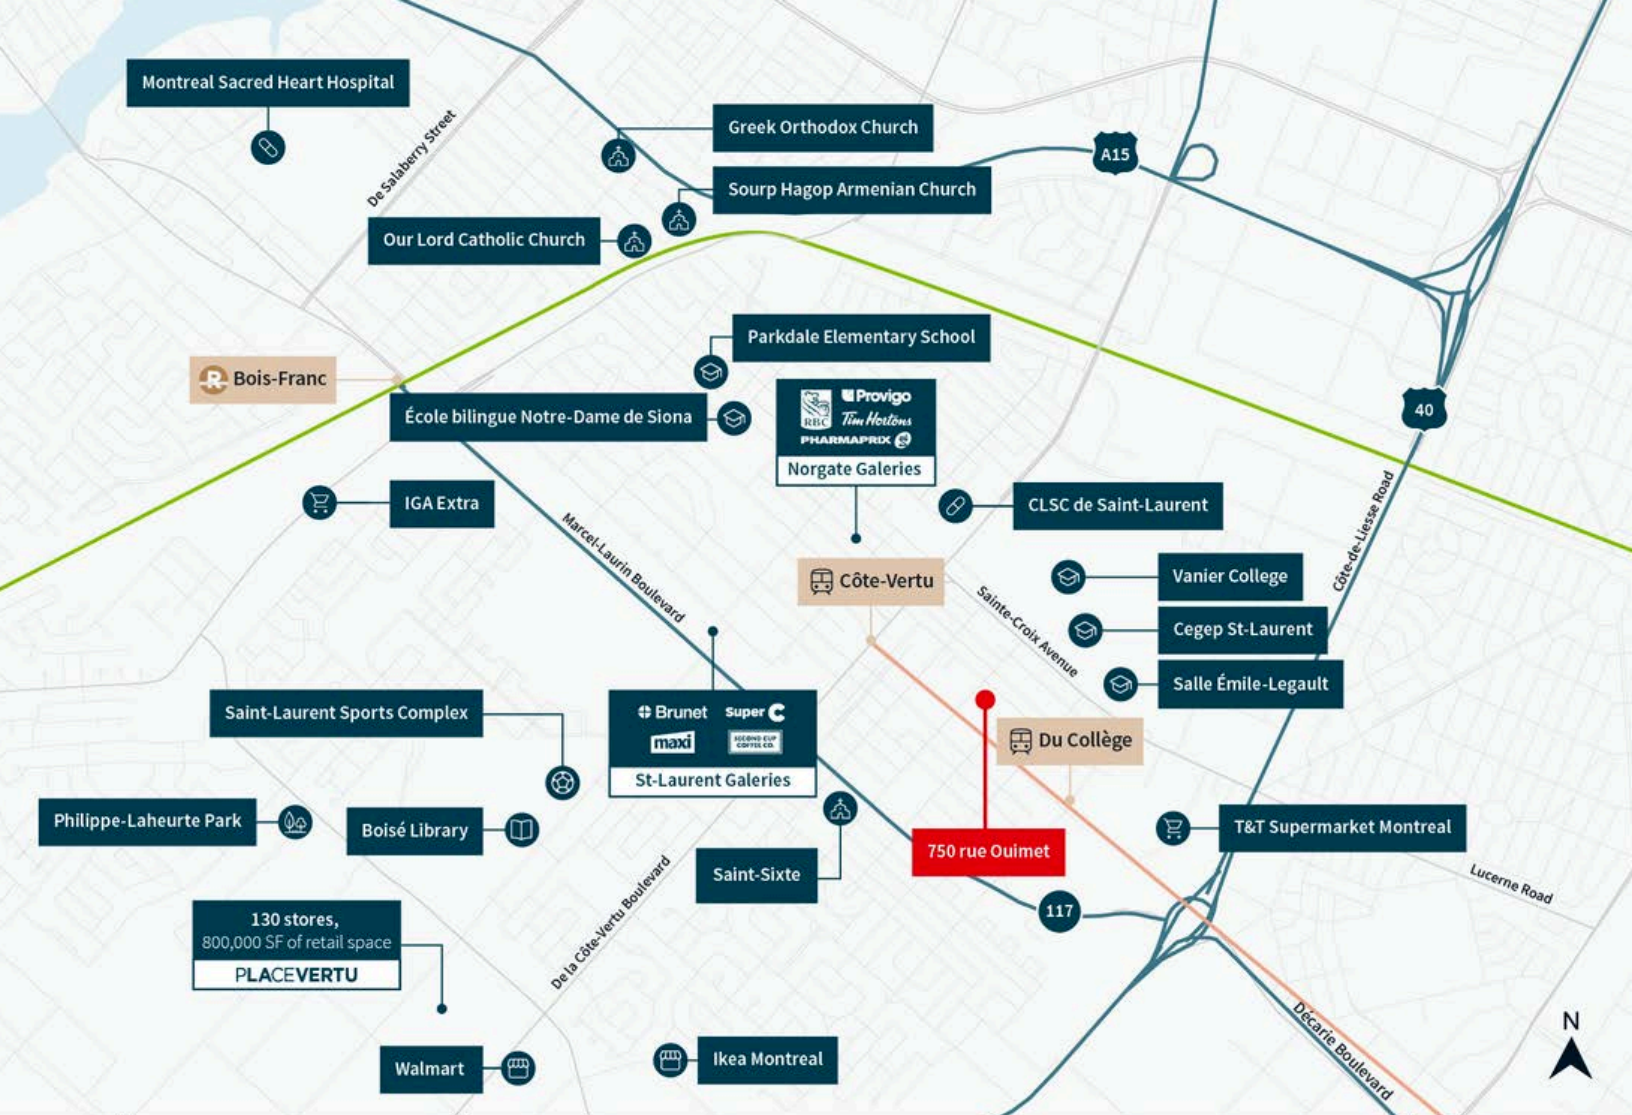 Montreal Sacred Heart Hospital
De Salaberry Street
Greek Orthodox Church
A15
Sourp Hagop Armenian Church
Our Lord Catholic Church
Parkdale Elementary School
R Bois-Franc
École bilingue Notre-Dame de Siona
RBC
Provigo
Tim Hortons
PHARMAPRIX
Norgate Galeries
40
IGA Extra
CLSC de Saint-Laurent
Marcel-Laurin Boulevard
Côte-de-Liesse Road
Côte-Vertu
Vanier College
Sainte-Croix Avenue
Cegep St-Laurent
Salle Émile-Legault
Saint-Laurent Sports Complex
Brunet
Super C
maxi
SECOND CUP
COFFEE CO.
St-Laurent Galeries
Du Collège
Philippe-Laheurte Park
Boisé Library
T&T Supermarket Montreal
750 rue Ouimet
Saint-Sixte
Lucerne Road
117
De la Côte-Vertu Boulevard
130 stores,
800,000 SF of retail space
PLACEVERTU
Décarie Boulevard
N
Walmart
Ikea Montreal